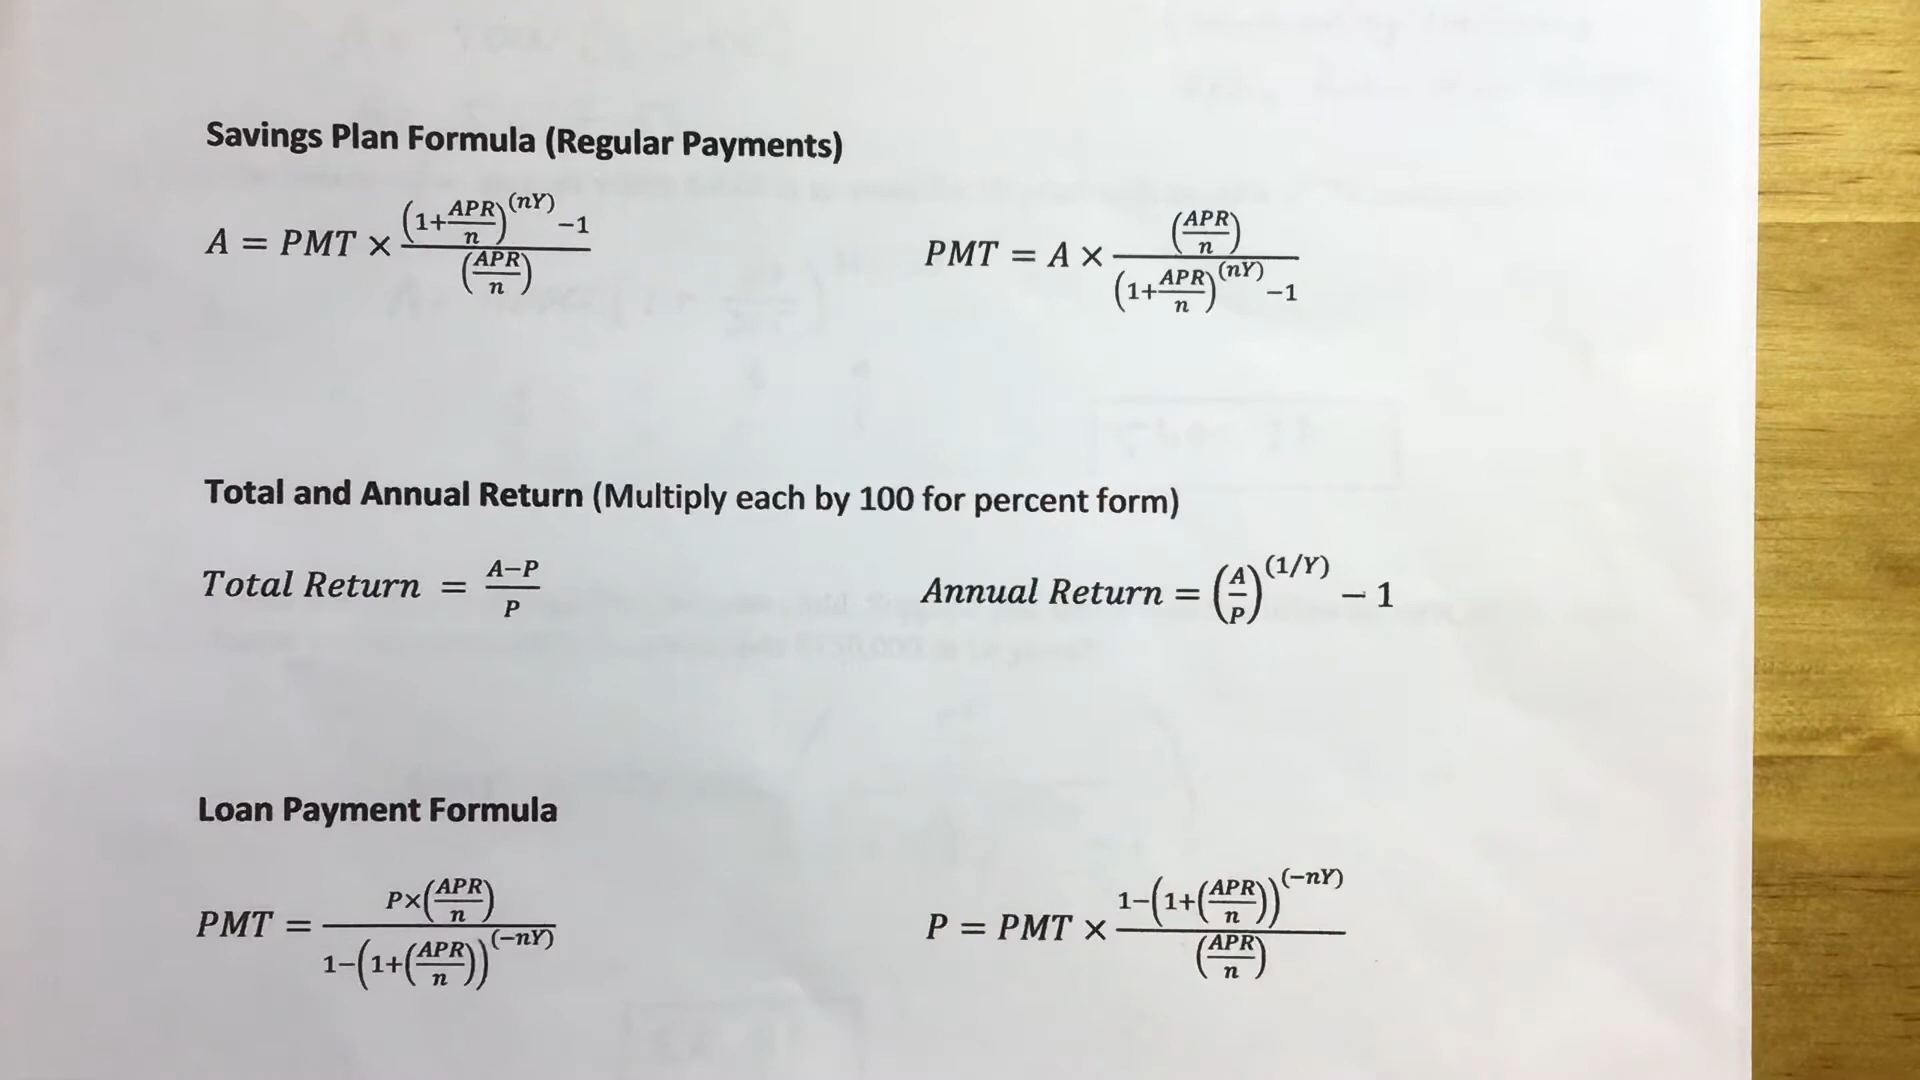 Savings Plan Formula (Regular Payments)
A = PMT × ((1+APR/n)^(nY) −1)/(APR/n)
PMT = A × (APR/n)/((1+APR/n)^(nY) −1)
Total and Annual Return (Multiply each by 100 for percent form)
Total Return = (A−P)/P
Annual Return = (A/P)^(1/Y) − 1
Loan Payment Formula
PMT = (P×(APR/n))/(1−(1+(APR/n))^(−nY))
P = PMT × (1−(1+(APR/n))^(−nY))/(APR/n)